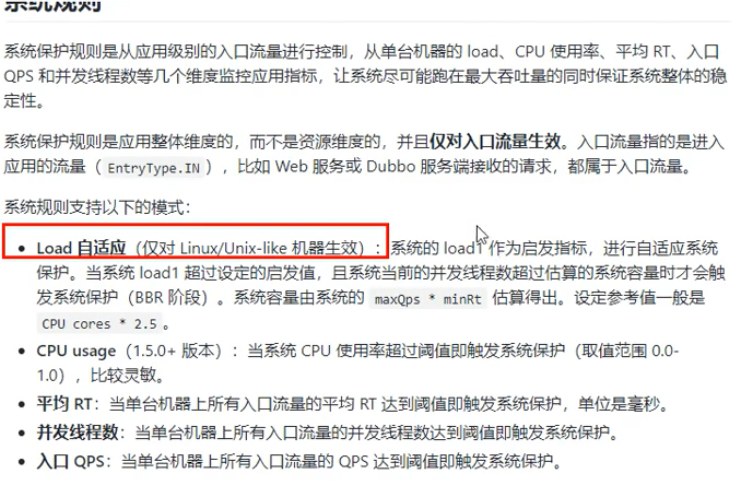 系统规则
系统保护规则是从应用级别的入口流量进行控制，从单台机器的 load、CPU 使用率、平均 RT、入口
QPS 和并发线程数等几个维度监控应用指标，让系统尽可能跑在最大吞吐量的同时保证系统整体的稳
定性。
系统保护规则是应用整体维度的，而不是资源维度的，并且仅对入口流量生效。入口流量指的是进入
应用的流量（ EntryType.IN ），比如 Web 服务或 Dubbo 服务端接收的请求，都属于入口流量。
系统规则支持以下的模式：
• Load 自适应（仅对 Linux/Unix-like 机器生效）：系统的 load1 作为启发指标，进行自适应系统
保护。当系统 load1 超过设定的启发值，且系统当前的并发线程数超过估算的系统容量时才会触
发系统保护（BBR 阶段）。系统容量由系统的 maxQps * minRt 估算得出。设定参考值一般是
CPU cores * 2.5 。
• CPU usage（1.5.0+ 版本）：当系统 CPU 使用率超过阈值即触发系统保护（取值范围 0.0-
1.0），比较灵敏。
• 平均 RT：当单台机器上所有入口流量的平均 RT 达到阈值即触发系统保护，单位是毫秒。
• 并发线程数：当单台机器上所有入口流量的并发线程数达到阈值即触发系统保护。
• 入口 QPS：当单台机器上所有入口流量的 QPS 达到阈值即触发系统保护。